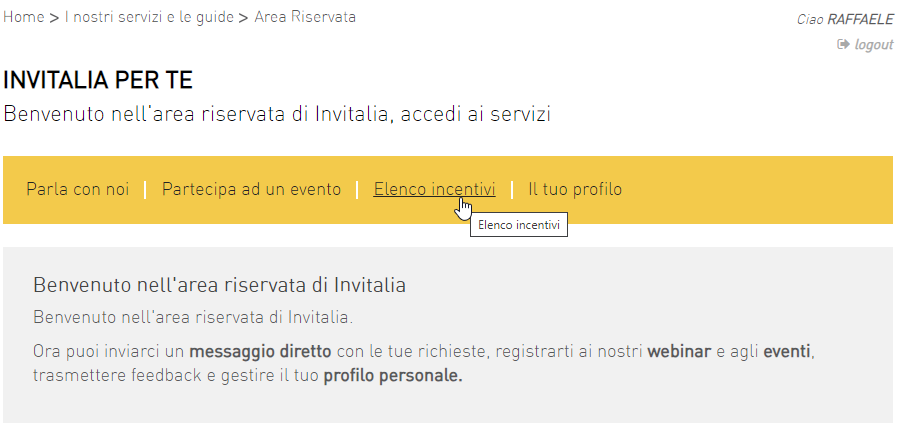 Home > I nostri servizi e le guide > Area Riservata
Ciao RAFFAELE
logout
INVITALIA PER TE
Benvenuto nell'area riservata di Invitalia, accedi ai servizi
Parla con noi | Partecipa ad un evento | Elenco incentivi | Il tuo profilo
Elenco incentivi
Benvenuto nell'area riservata di Invitalia
Benvenuto nell'area riservata di Invitalia.
Ora puoi inviarci un messaggio diretto con le tue richieste, registrarti ai nostri webinar e agli eventi,
trasmettere feedback e gestire il tuo profilo personale.